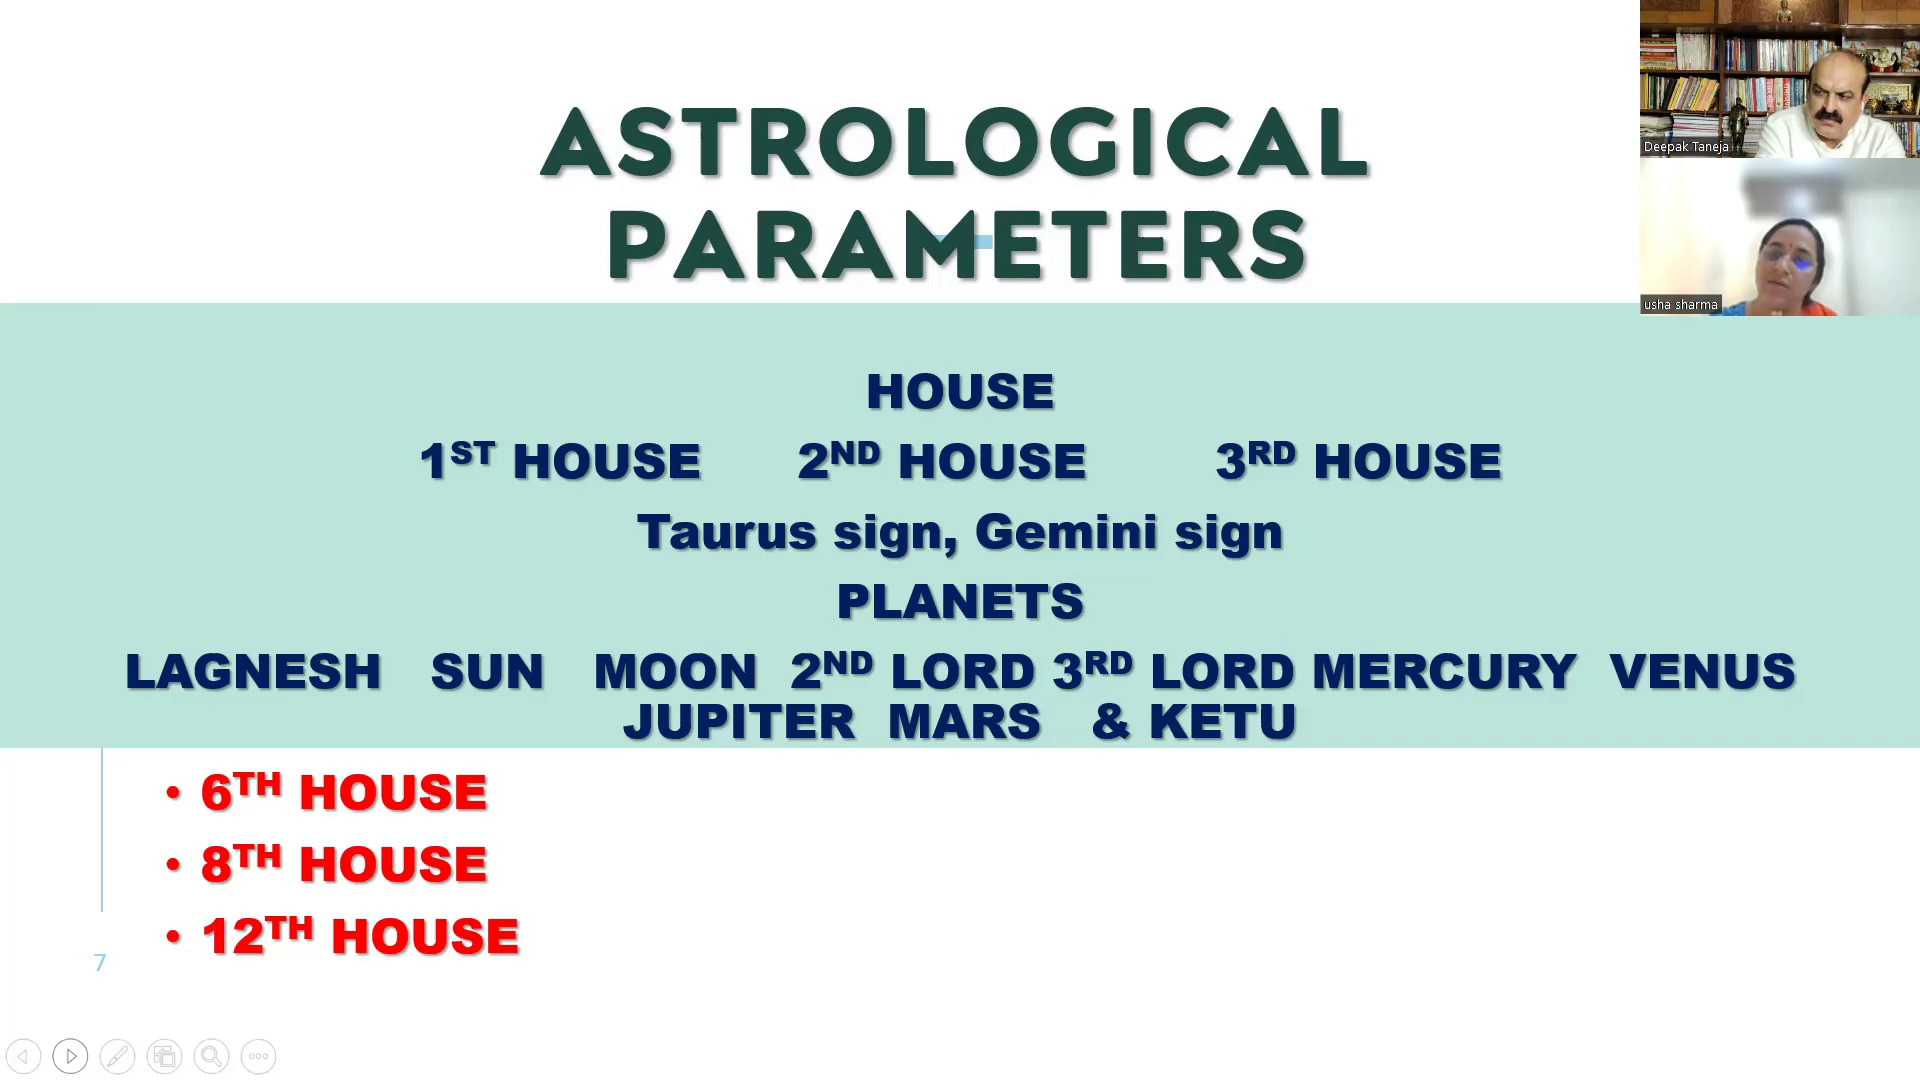 ASTROLOGICAL
PARAMETERS
Deepak Taneja
usha sharma
HOUSE
1ST HOUSE 2ND HOUSE 3RD HOUSE
Taurus sign, Gemini sign
PLANETS
LAGNESH SUN MOON 2ND LORD 3RD LORD MERCURY VENUS
JUPITER MARS & KETU
• 6TH HOUSE
• 8TH HOUSE
• 12TH HOUSE
7